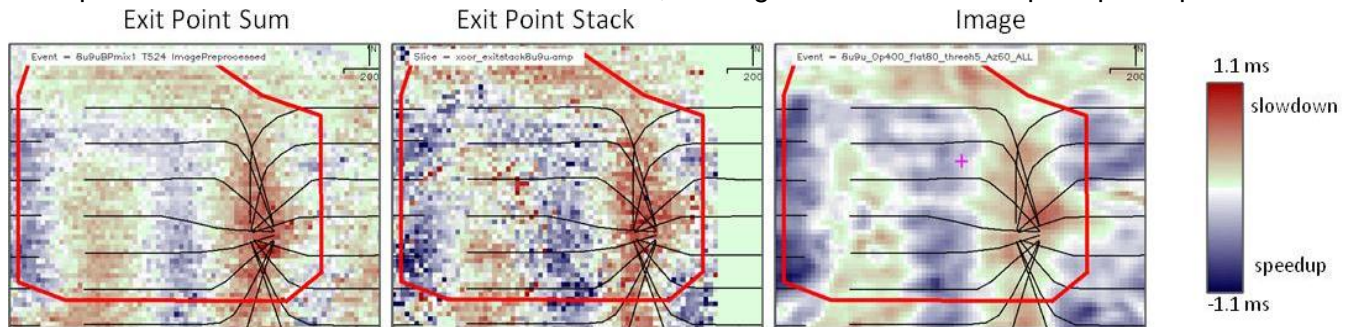 Exit Point Sum
Exit Point Stack
Image
Event = 8u9uBPmix1 T524 ImagePreprocessed
N
200
Slice = xcor_exitstack8u9u-amp
N
200
Event = 8u9u_Op400_flat80_thresh5_Az60_ALL
N
200
1.1 ms
slowdown
speedup
-1.1 ms